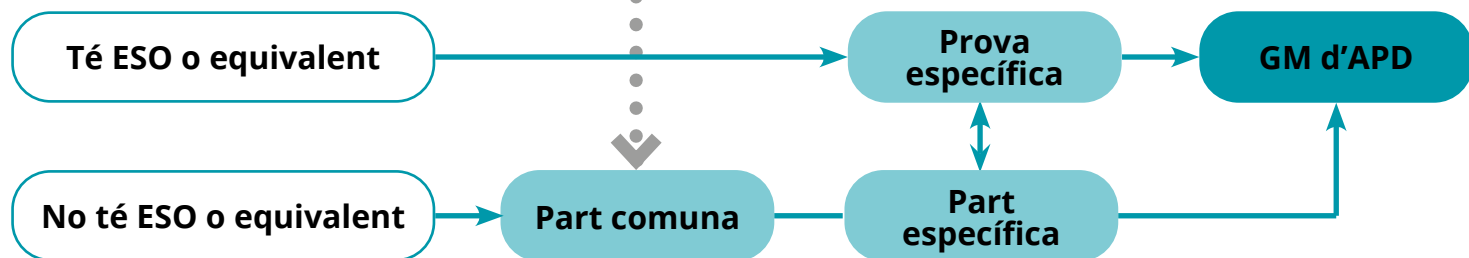 Té ESO o equivalent
Prova
específica
GM d’APD
No té ESO o equivalent
Part comuna
Part
específica